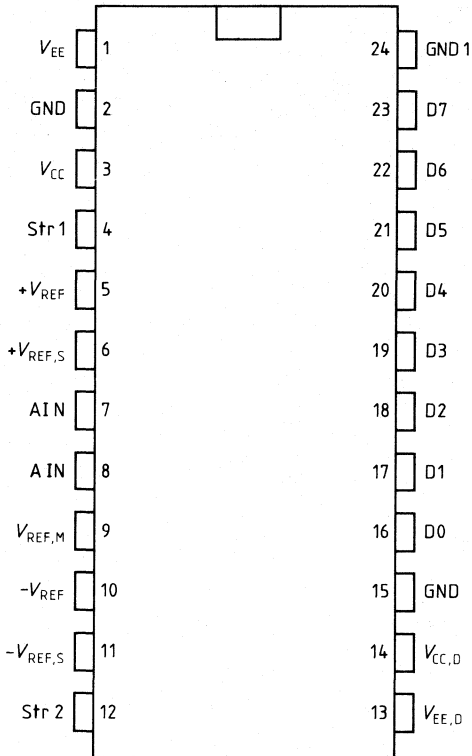 V_EE 1 24 GND 1
GND 2 23 D7
V_CC 3 22 D6
Str 1 4 21 D5
+V_REF 5 20 D4
+V_REF,S 6 19 D3
AIN 7 18 D2
AIN 8 17 D1
V_REF,M 9 16 D0
-V_REF 10 15 GND
-V_REF,S 11 14 V_CC,D
Str 2 12 13 V_EE,D